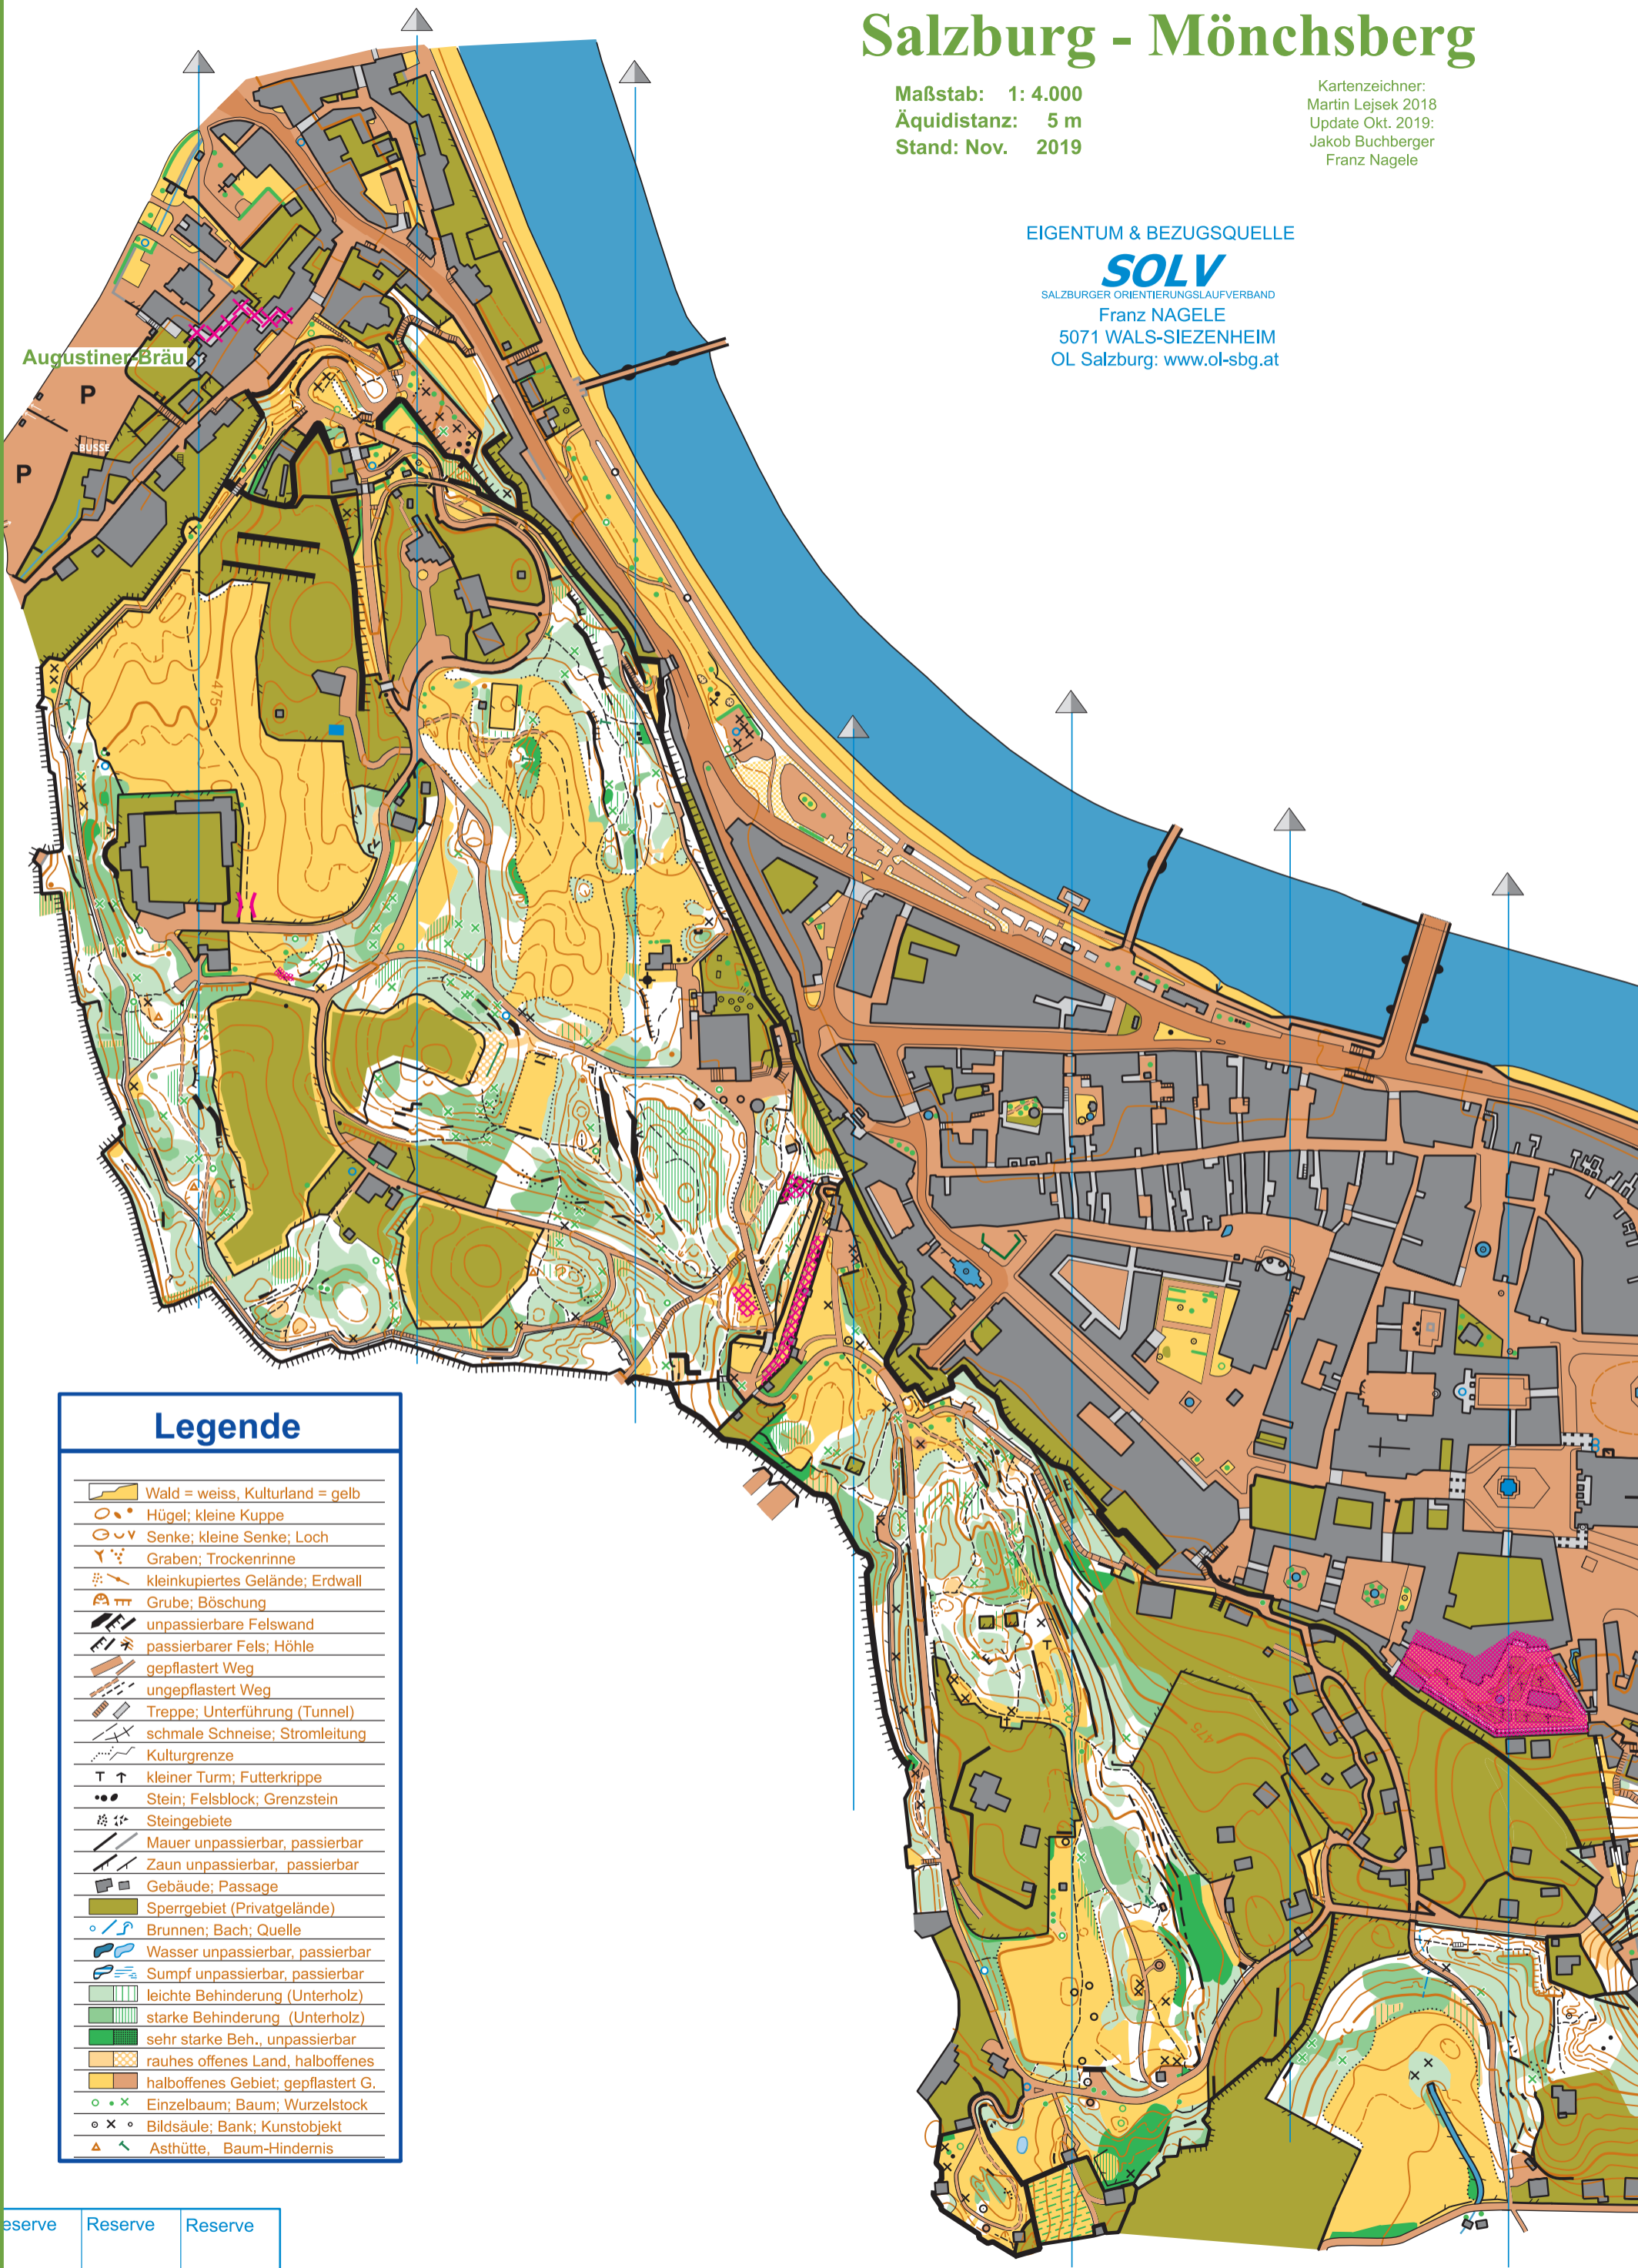 Salzburg - Mönchsberg
Maßstab: 1: 4.000
Äquidistanz: 5 m
Stand: Nov. 2019
Kartenzeichner:
Martin Lejsek 2018
Update Okt. 2019:
Jakob Buchberger
Franz Nagele
EIGENTUM & BEZUGSQUELLE
SOLV
SALZBURGER ORIENTIERUNGSLAUFVERBAND
Franz NAGELE
5071 WALS-SIEZENHEIM
OL Salzburg: www.ol-sbg.at
Augustiner-Bräu
P
BUSSE
P
475
475
Legende
Wald = weiss, Kulturland = gelb
Hügel; kleine Kuppe
Senke; kleine Senke; Loch
Graben; Trockenrinne
kleinkupiertes Gelände; Erdwall
Grube; Böschung
unpassierbare Felswand
passierbarer Fels; Höhle
gepflastert Weg
ungepflastert Weg
Treppe; Unterführung (Tunnel)
schmale Schneise; Stromleitung
Kulturgrenze
kleiner Turm; Futterkrippe
Stein; Felsblock; Grenzstein
Steingebiete
Mauer unpassierbar, passierbar
Zaun unpassierbar, passierbar
Gebäude; Passage
Sperrgebiet (Privatgelände)
Brunnen; Bach; Quelle
Wasser unpassierbar, passierbar
Sumpf unpassierbar, passierbar
leichte Behinderung (Unterholz)
starke Behinderung (Unterholz)
sehr starke Beh., unpassierbar
rauhes offenes Land, halboffenes
halboffenes Gebiet; gepflastert G.
Einzelbaum; Baum; Wurzelstock
Bildsäule; Bank; Kunstobjekt
Asthütte, Baum-Hindernis
eserve Reserve Reserve